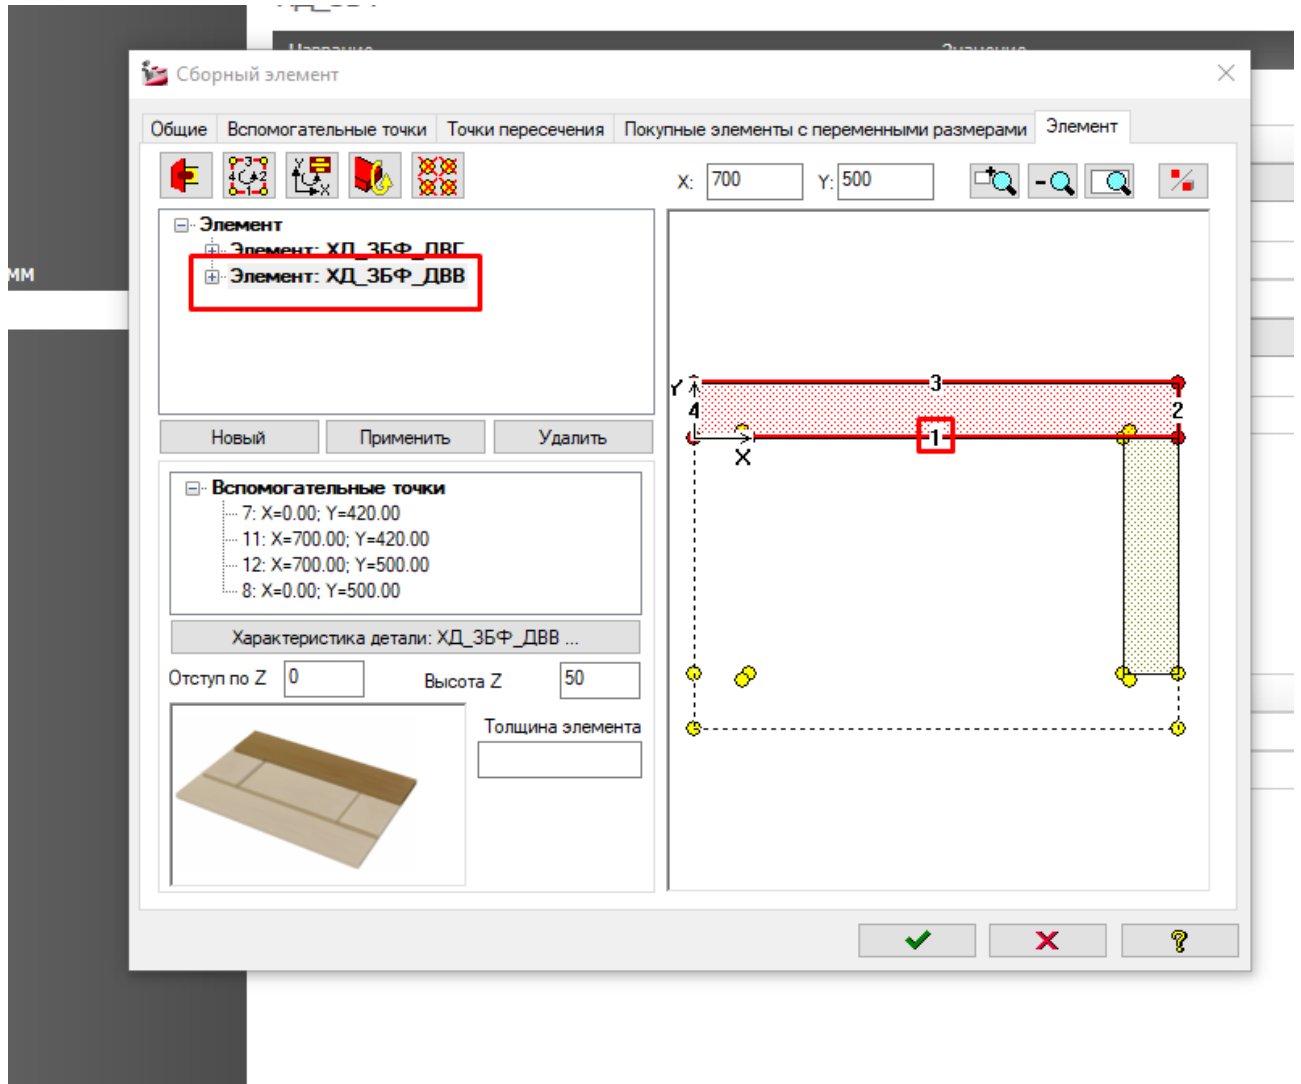 мм
Сборный элемент
Общие Вспомогательные точки Точки пересечения Покупные элементы с переменными размерами Элемент
X: 700 Y: 500
Элемент
Элемент: ХД_ЗБФ_ДВГ
Элемент: ХД_ЗБФ_ДВВ
Новый Применить Удалить
Вспомогательные точки
7: X=0.00; Y=420.00
11: X=700.00; Y=420.00
12: X=700.00; Y=500.00
8: X=0.00; Y=500.00
Характеристика детали: ХД_ЗБФ_ДВВ ...
Отступ по Z 0 Высота Z 50
Толщина элемента
Y 3
4 2
1
X